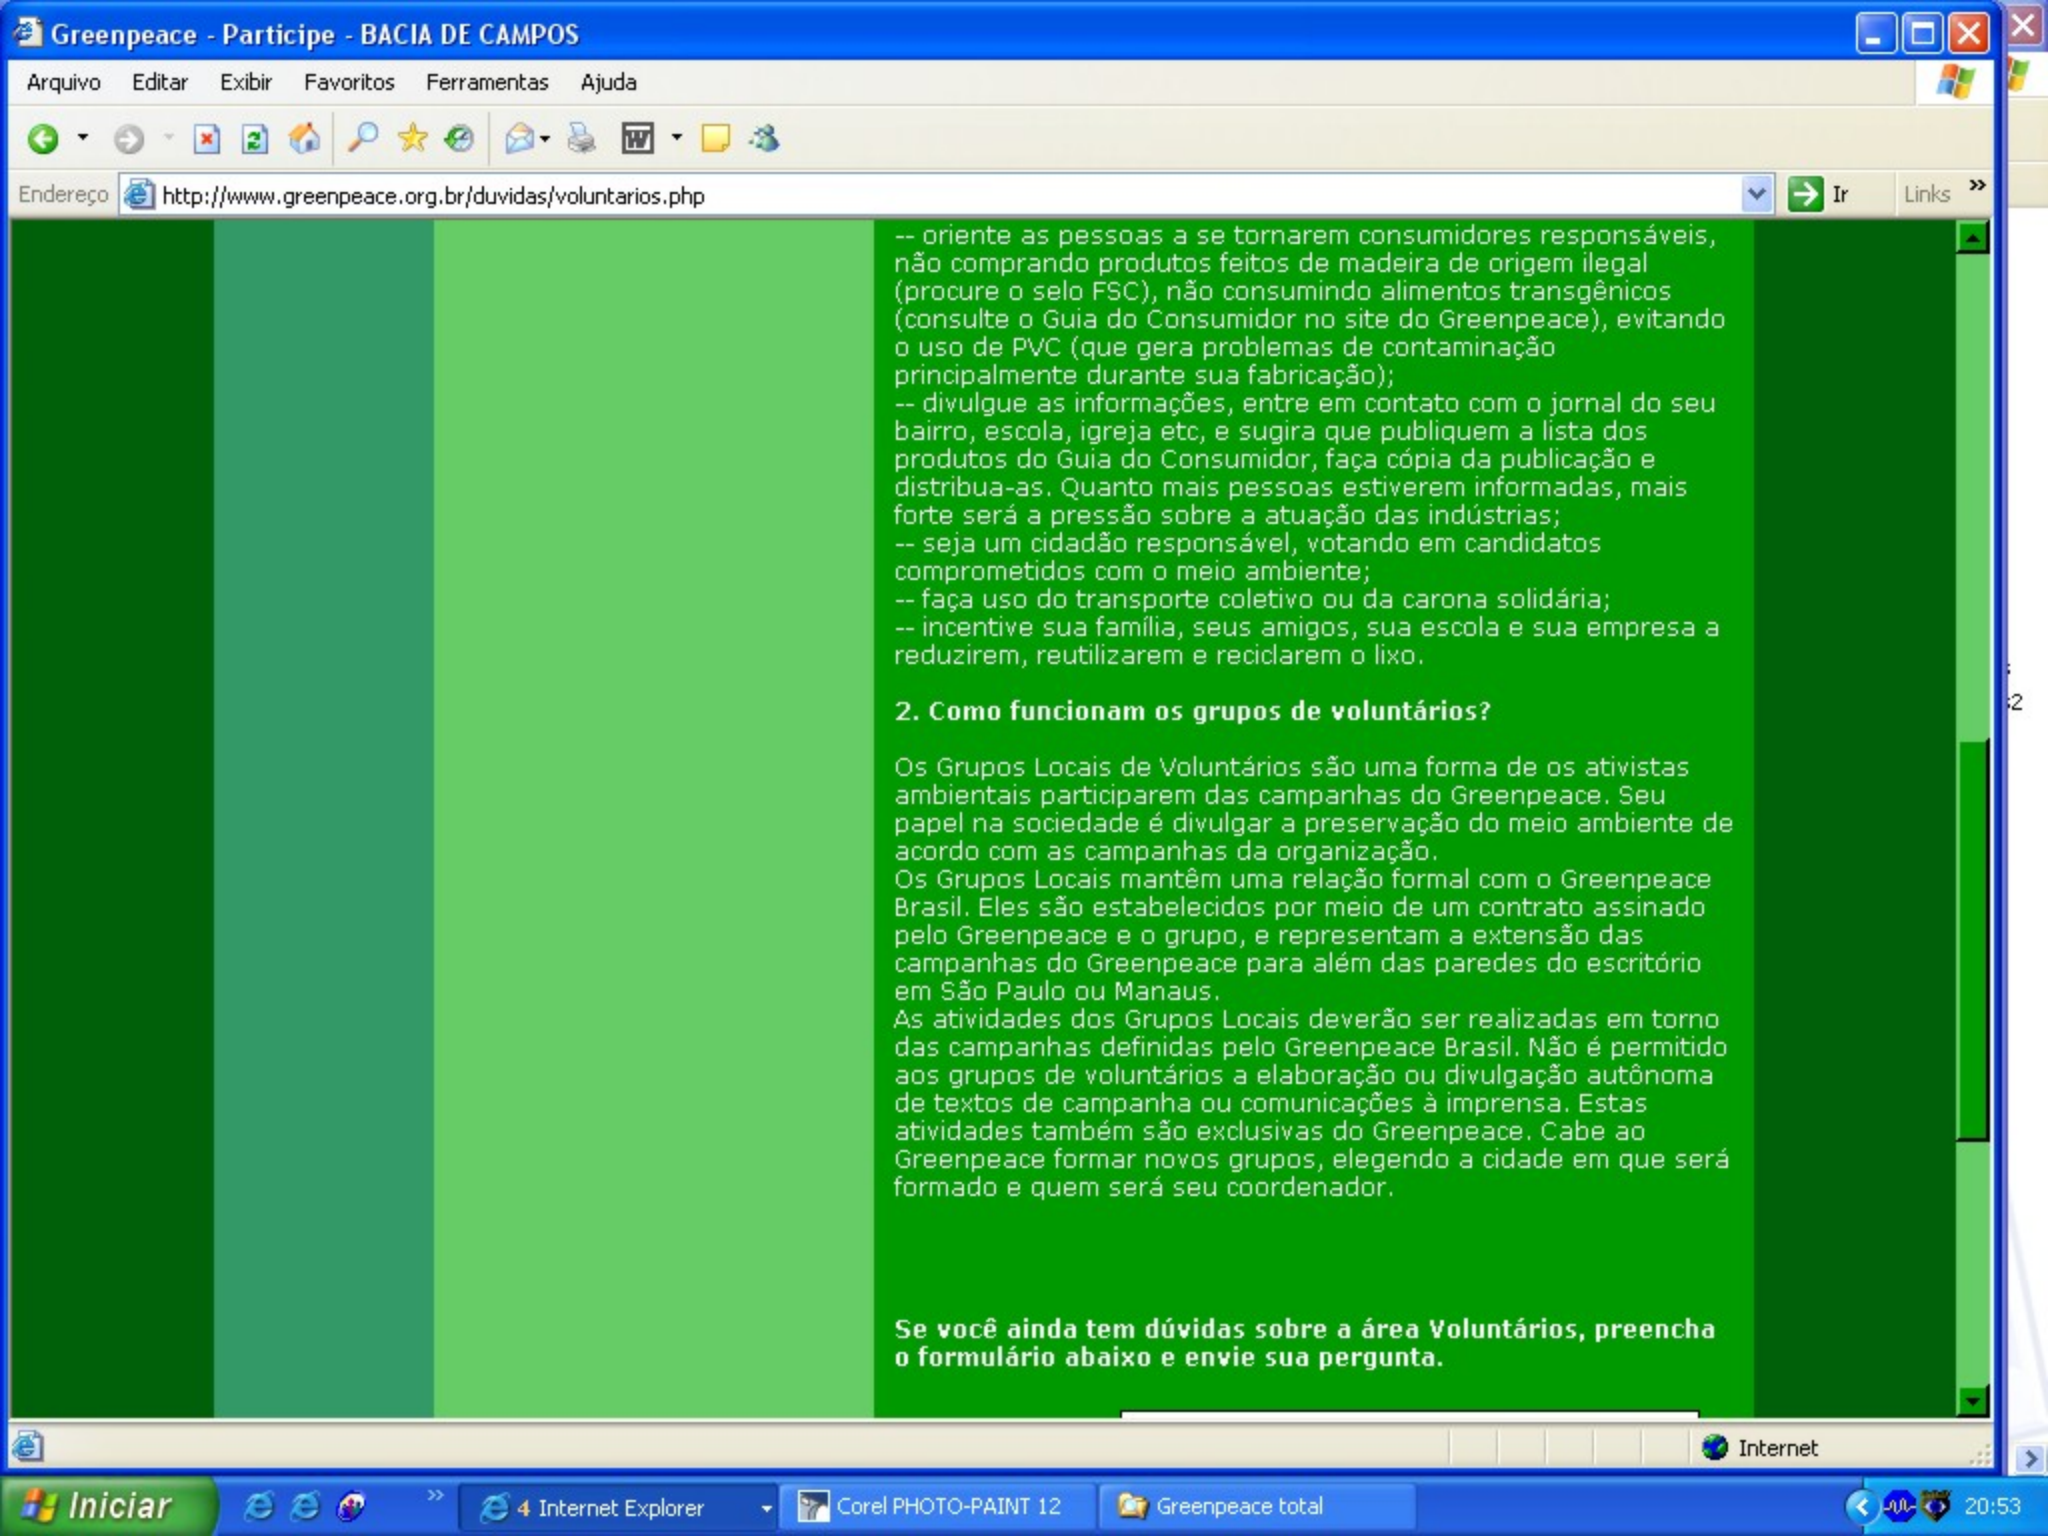 Greenpeace - Participe - BACIA DE CAMPOS
Arquivo Editar Exibir Favoritos Ferramentas Ajuda
Endereço http://www.greenpeace.org.br/duvidas/voluntarios.php Ir Links »
-- oriente as pessoas a se tornarem consumidores responsáveis,
não comprando produtos feitos de madeira de origem ilegal
(procure o selo FSC), não consumindo alimentos transgênicos
(consulte o Guia do Consumidor no site do Greenpeace), evitando
o uso de PVC (que gera problemas de contaminação
principalmente durante sua fabricação);
-- divulgue as informações, entre em contato com o jornal do seu
bairro, escola, igreja etc, e sugira que publiquem a lista dos
produtos do Guia do Consumidor, faça cópia da publicação e
distribua-as. Quanto mais pessoas estiverem informadas, mais
forte será a pressão sobre a atuação das indústrias;
-- seja um cidadão responsável, votando em candidatos
comprometidos com o meio ambiente;
-- faça uso do transporte coletivo ou da carona solidária;
-- incentive sua família, seus amigos, sua escola e sua empresa a
reduzirem, reutilizarem e reciclarem o lixo.
2. Como funcionam os grupos de voluntários?
Os Grupos Locais de Voluntários são uma forma de os ativistas
ambientais participarem das campanhas do Greenpeace. Seu
papel na sociedade é divulgar a preservação do meio ambiente de
acordo com as campanhas da organização.
Os Grupos Locais mantêm uma relação formal com o Greenpeace
Brasil. Eles são estabelecidos por meio de um contrato assinado
pelo Greenpeace e o grupo, e representam a extensão das
campanhas do Greenpeace para além das paredes do escritório
em São Paulo ou Manaus.
As atividades dos Grupos Locais deverão ser realizadas em torno
das campanhas definidas pelo Greenpeace Brasil. Não é permitido
aos grupos de voluntários a elaboração ou divulgação autônoma
de textos de campanha ou comunicações à imprensa. Estas
atividades também são exclusivas do Greenpeace. Cabe ao
Greenpeace formar novos grupos, elegendo a cidade em que será
formado e quem será seu coordenador.
Se você ainda tem dúvidas sobre a área Voluntários, preencha
o formulário abaixo e envie sua pergunta.
Internet
Iniciar » 4 Internet Explorer Corel PHOTO-PAINT 12 Greenpeace total 20:53